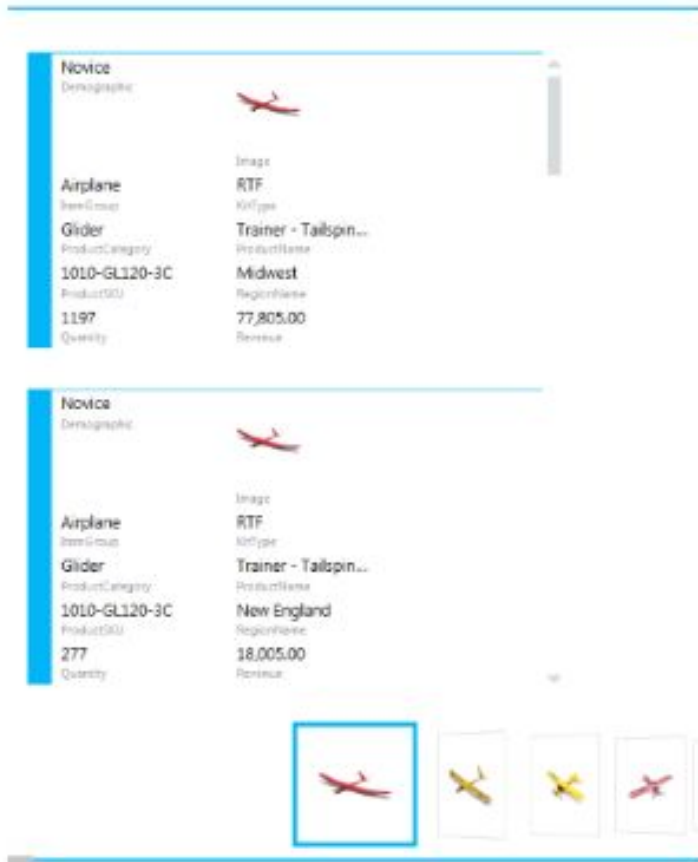 Novice
Demographic
Image
Airplane RTF
ItemGroup KitType
Glider Trainer - Tailspin...
ProductCategory ProductName
1010-GL120-3C Midwest
ProductSKU RegionName
1197 77,805.00
Quantity Revenue
Novice
Demographic
Image
Airplane RTF
ItemGroup KitType
Glider Trainer - Tailspin...
ProductCategory ProductName
1010-GL120-3C New England
ProductSKU RegionName
277 18,005.00
Quantity Revenue